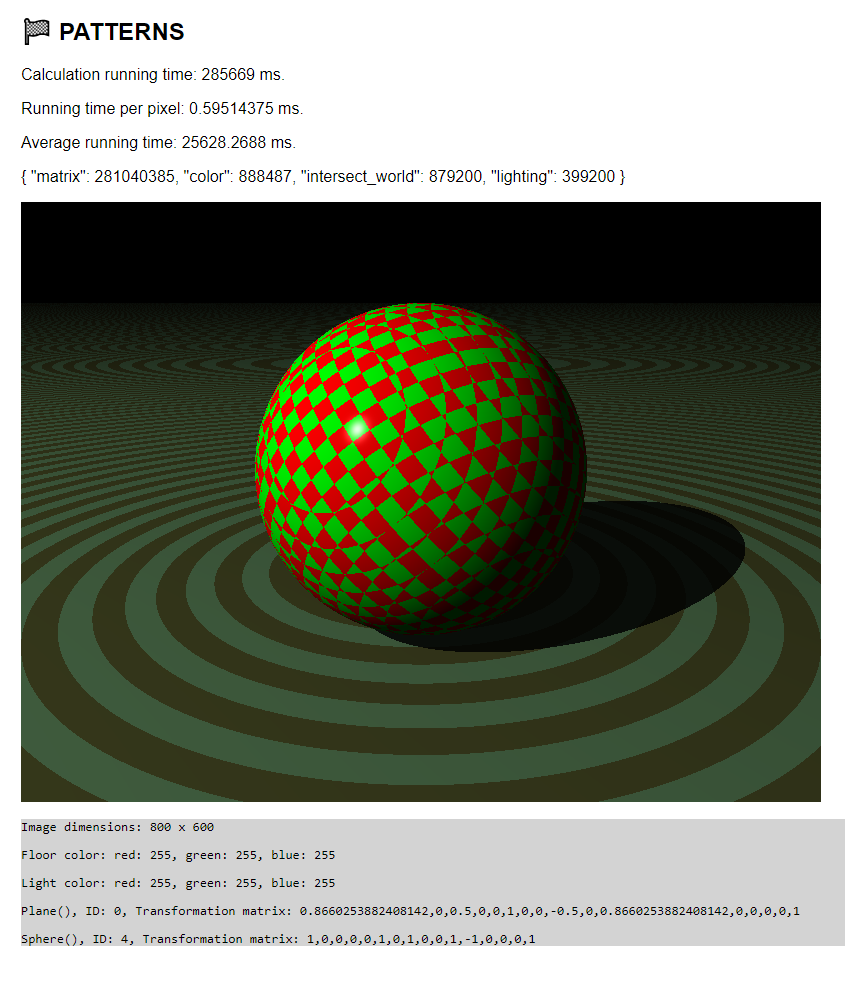 PATTERNS
Calculation running time: 285669 ms.
Running time per pixel: 0.59514375 ms.
Average running time: 25628.2688 ms.
{ "matrix": 281040385, "color": 888487, "intersect_world": 879200, "lighting": 399200 }
Image dimensions: 800 x 600
Floor color: red: 255, green: 255, blue: 255
Light color: red: 255, green: 255, blue: 255
Plane(), ID: 0, Transformation matrix: 0.8660253882408142,0,0.5,0,0,1,0,0,-0.5,0,0.8660253882408142,0,0,0,0,1
Sphere(), ID: 4, Transformation matrix: 1,0,0,0,0,1,0,1,0,0,1,-1,0,0,0,1